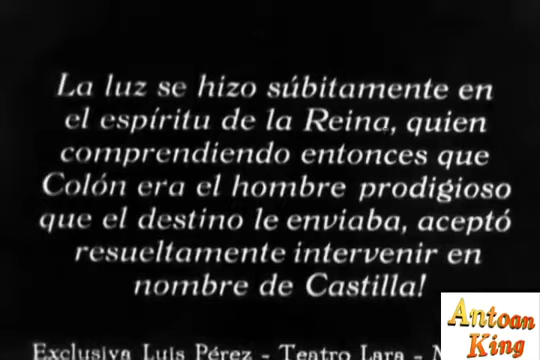 La luz se hizo súbitamente en
el espíritu de la Reina, quien
comprendiendo entonces que
Colón era el hombre prodigioso
que el destino le enviaba, aceptó
resueltamente intervenir en
nombre de Castilla!
Exclusiva Luis Pérez - Teatro Lara -
Antoan
King